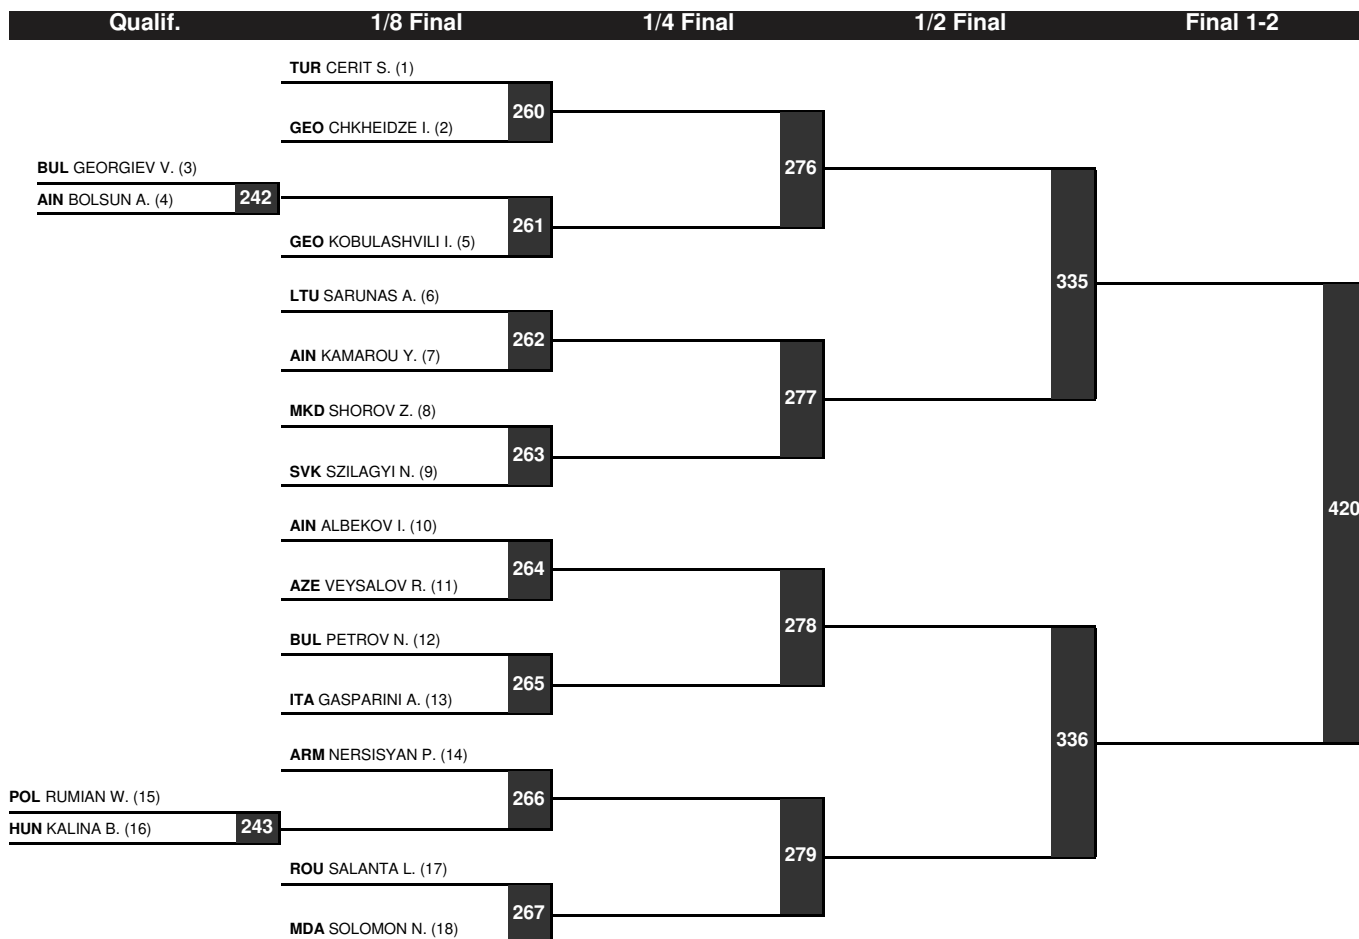 Qualif. 1/8 Final 1/4 Final 1/2 Final Final 1-2
TUR CERIT S. (1)
260
GEO CHKHEIDZE I. (2)
BUL GEORGIEV V. (3)
276
AIN BOLSUN A. (4) 242
261
GEO KOBULASHVILI I. (5)
335
LTU SARUNAS A. (6)
262
AIN KAMAROU Y. (7)
277
MKD SHOROV Z. (8)
263
SVK SZILAGYI N. (9)
420
AIN ALBEKOV I. (10)
264
AZE VEYSALOV R. (11)
278
BUL PETROV N. (12)
265
ITA GASPARINI A. (13)
336
ARM NERSISYAN P. (14)
POL RUMIAN W. (15)
266
HUN KALINA B. (16) 243
279
ROU SALANTA L. (17)
267
MDA SOLOMON N. (18)